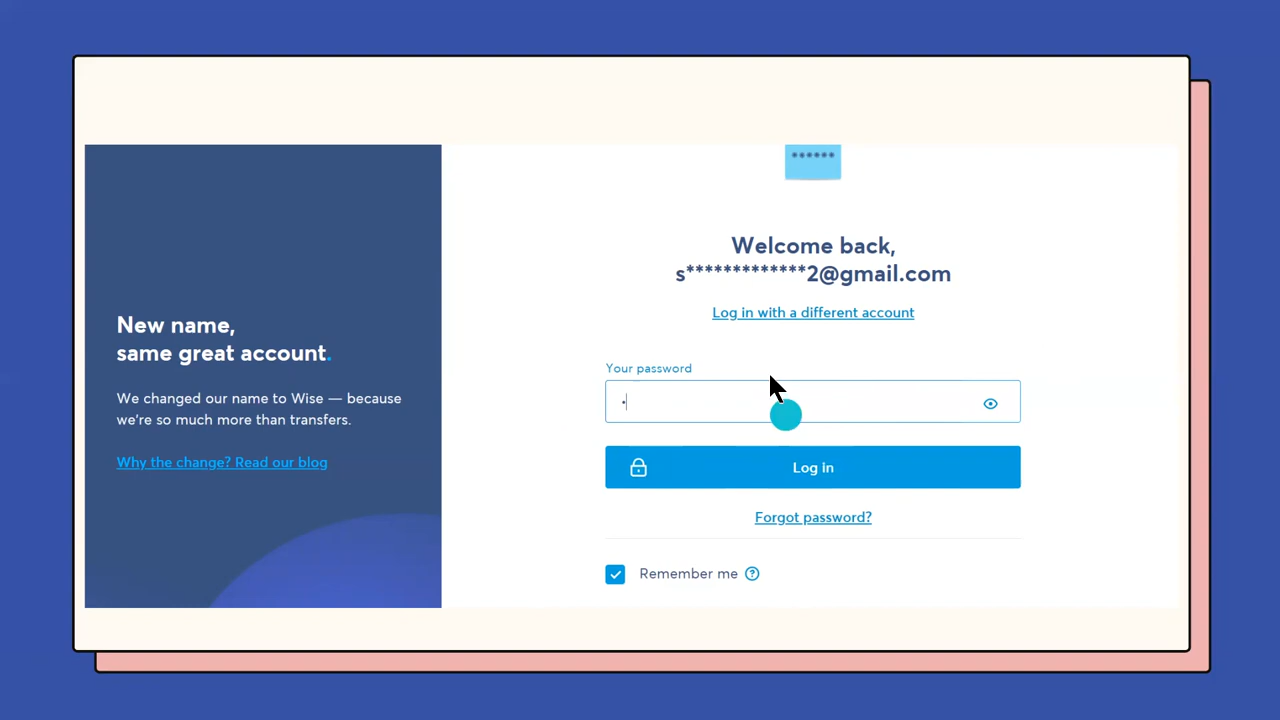 ******
Welcome back,
s*************2@gmail.com
Log in with a different account
New name,
same great account.
We changed our name to Wise — because
we're so much more than transfers.
Why the change? Read our blog
Your password
•
Log in
Forgot password?
Remember me